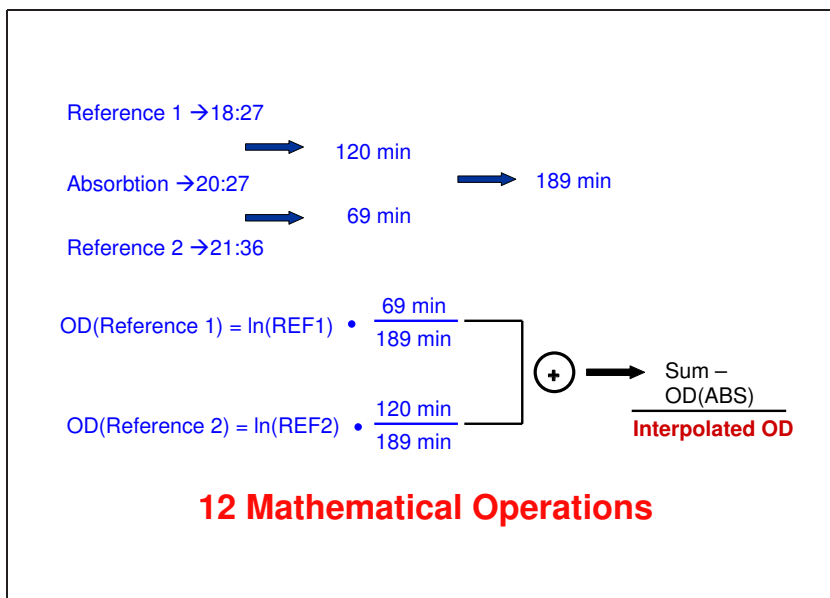 Reference 1 →18:27
120 min
Absorbtion →20:27
189 min
69 min
Reference 2 →21:36
69 min
OD(Reference 1) = ln(REF1) •
189 min
+
Sum –
OD(ABS)
120 min
OD(Reference 2) = ln(REF2) •
189 min
Interpolated OD
12 Mathematical Operations